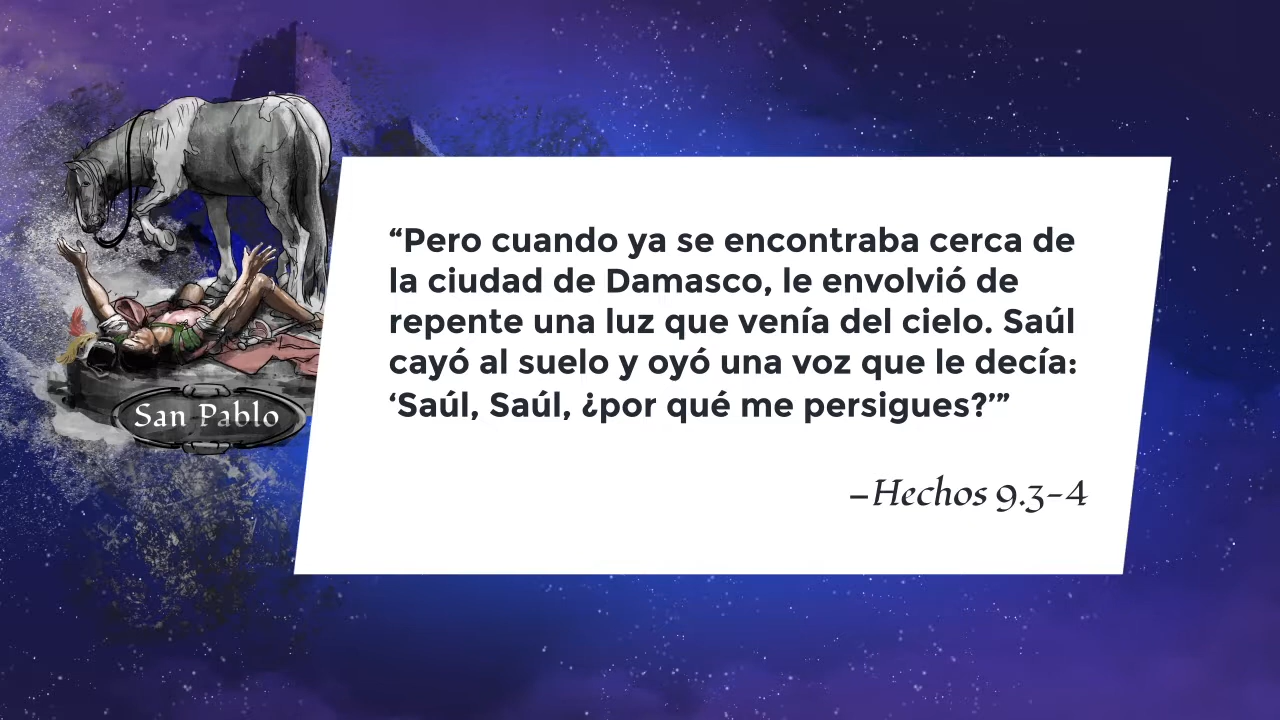 San Pablo
“Pero cuando ya se encontraba cerca de
la ciudad de Damasco, le envolvió de
repente una luz que venía del cielo. Saúl
cayó al suelo y oyó una voz que le decía:
‘Saúl, Saúl, ¿por qué me persigues?’”
–Hechos 9.3-4